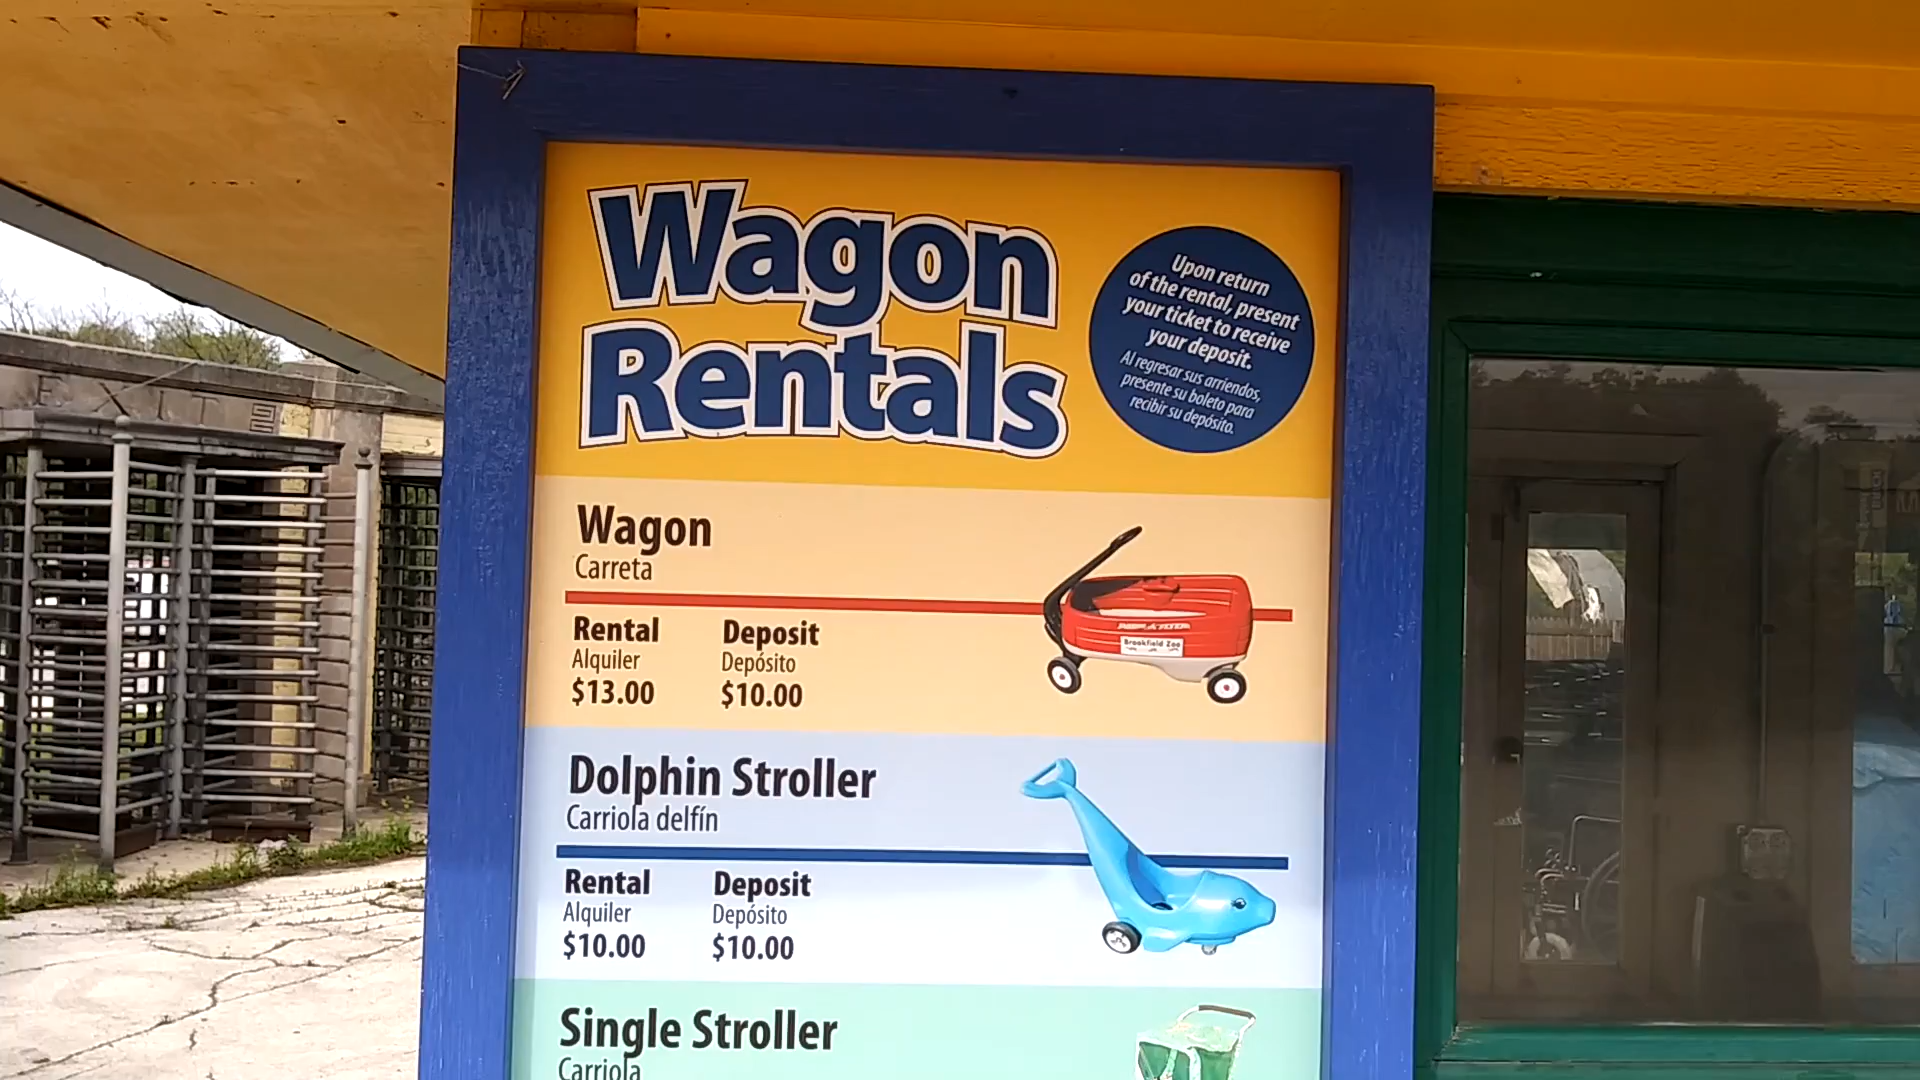 Wagon
Rentals
Upon return
of the rental, present
your ticket to receive
your deposit.
Al regresar sus arriendos,
presente su boleto para
recibir su depósito.
Wagon
Carreta
Rental
Deposit
Alquiler
Depósito
$13.00
$10.00
Brookfield Zoo
Dolphin Stroller
Carriola delfín
Rental
Deposit
Alquiler
Depósito
$10.00
$10.00
Single Stroller
Carriola